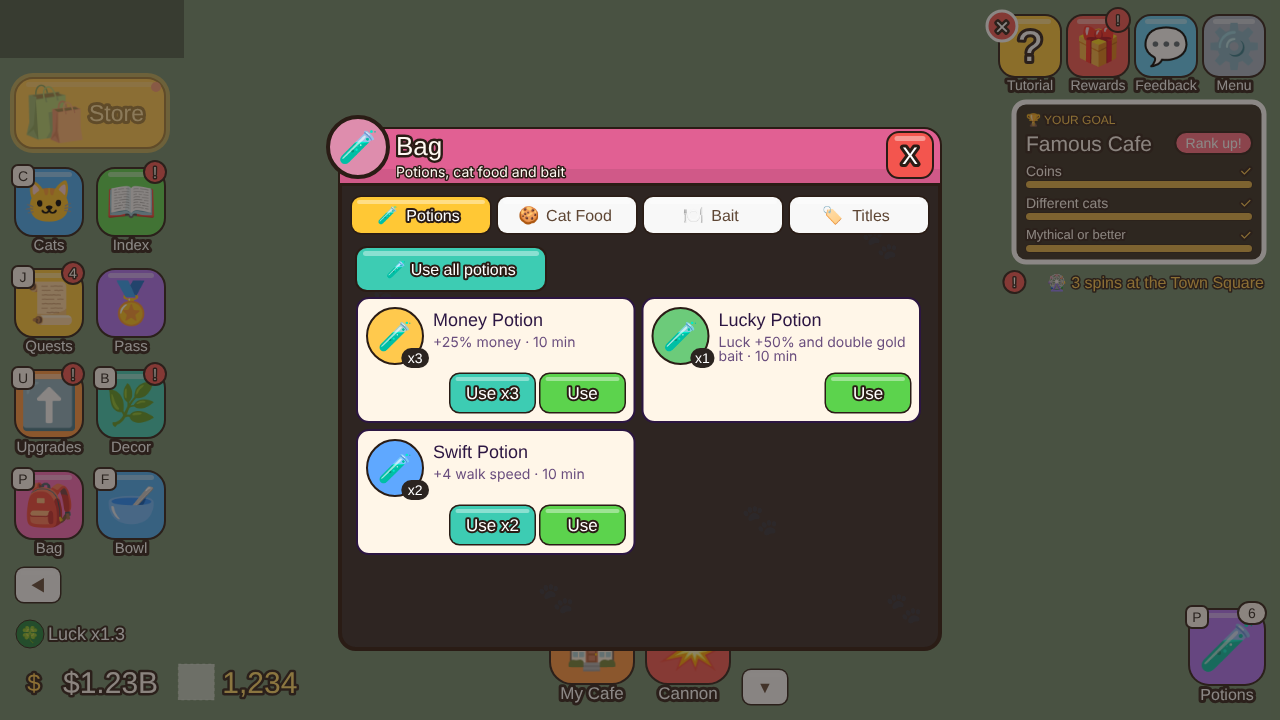 ?
!
Tutorial
Rewards
Feedback
Menu
Store
🏆 YOUR GOAL
Famous Cafe
Rank up!
Coins
Different cats
Mythical or better
! 3 spins at the Town Square
C
!
Cats
Index
J
4
Quests
Pass
U
!
B
!
Upgrades
Decor
P
F
Bag
Bowl
Luck x1.3
$ $1.23B
1,234
Bag
Potions, cat food and bait
X
Potions
Cat Food
Bait
Titles
Use all potions
Money Potion
+25% money · 10 min
x3
Use x3
Use
Lucky Potion
Luck +50% and double gold
bait · 10 min
x1
Use
Swift Potion
+4 walk speed · 10 min
x2
Use x2
Use
My Cafe
Cannon
P
6
Potions